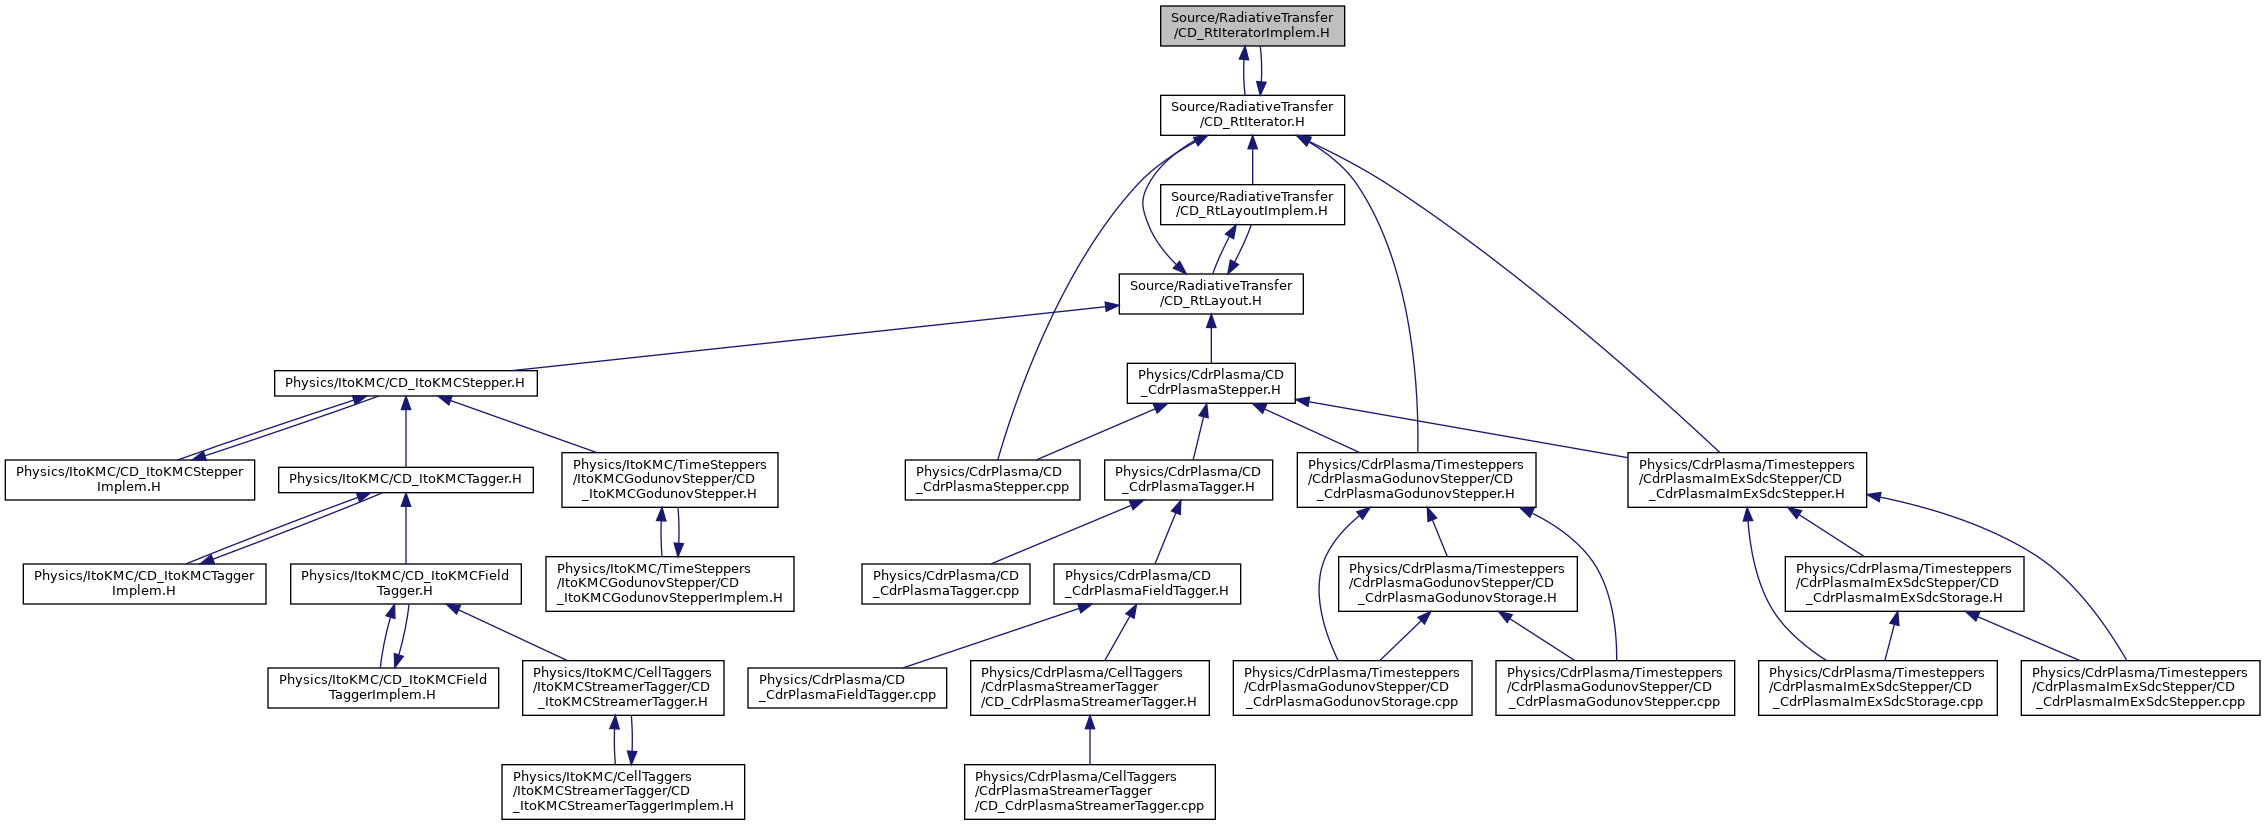 Source/RadiativeTransfer
/CD_RtIteratorImplem.H
Source/RadiativeTransfer
/CD_RtIterator.H
Source/RadiativeTransfer
/CD_RtLayoutImplem.H
Source/RadiativeTransfer
/CD_RtLayout.H
Physics/ItoKMC/CD_ItoKMCStepper.H
Physics/CdrPlasma/CD
_CdrPlasmaStepper.H
Physics/ItoKMC/CD_ItoKMCStepper
Implem.H
Physics/ItoKMC/CD_ItoKMCTagger.H
Physics/ItoKMC/TimeSteppers
/ItoKMCGodunovStepper/CD
_ItoKMCGodunovStepper.H
Physics/CdrPlasma/CD
_CdrPlasmaStepper.cpp
Physics/CdrPlasma/CD
_CdrPlasmaTagger.H
Physics/CdrPlasma/Timesteppers
/CdrPlasmaGodunovStepper/CD
_CdrPlasmaGodunovStepper.H
Physics/CdrPlasma/Timesteppers
/CdrPlasmaImExSdcStepper/CD
_CdrPlasmaImExSdcStepper.H
Physics/ItoKMC/CD_ItoKMCTagger
Implem.H
Physics/ItoKMC/CD_ItoKMCField
Tagger.H
Physics/ItoKMC/TimeSteppers
/ItoKMCGodunovStepper/CD
_ItoKMCGodunovStepperImplem.H
Physics/CdrPlasma/CD
_CdrPlasmaTagger.cpp
Physics/CdrPlasma/CD
_CdrPlasmaFieldTagger.H
Physics/CdrPlasma/Timesteppers
/CdrPlasmaGodunovStepper/CD
_CdrPlasmaGodunovStorage.H
Physics/CdrPlasma/Timesteppers
/CdrPlasmaImExSdcStepper/CD
_CdrPlasmaImExSdcStorage.H
Physics/ItoKMC/CD_ItoKMCField
TaggerImplem.H
Physics/ItoKMC/CellTaggers
/ItoKMCStreamerTagger/CD
_ItoKMCStreamerTagger.H
Physics/CdrPlasma/CD
_CdrPlasmaFieldTagger.cpp
Physics/CdrPlasma/CellTaggers
/CdrPlasmaStreamerTagger
/CD_CdrPlasmaStreamerTagger.H
Physics/CdrPlasma/Timesteppers
/CdrPlasmaGodunovStepper/CD
_CdrPlasmaGodunovStorage.cpp
Physics/CdrPlasma/Timesteppers
/CdrPlasmaGodunovStepper/CD
_CdrPlasmaGodunovStepper.cpp
Physics/CdrPlasma/Timesteppers
/CdrPlasmaImExSdcStepper/CD
_CdrPlasmaImExSdcStorage.cpp
Physics/CdrPlasma/Timesteppers
/CdrPlasmaImExSdcStepper/CD
_CdrPlasmaImExSdcStepper.cpp
Physics/ItoKMC/CellTaggers
/ItoKMCStreamerTagger/CD
_ItoKMCStreamerTaggerImplem.H
Physics/CdrPlasma/CellTaggers
/CdrPlasmaStreamerTagger
/CD_CdrPlasmaStreamerTagger.cpp